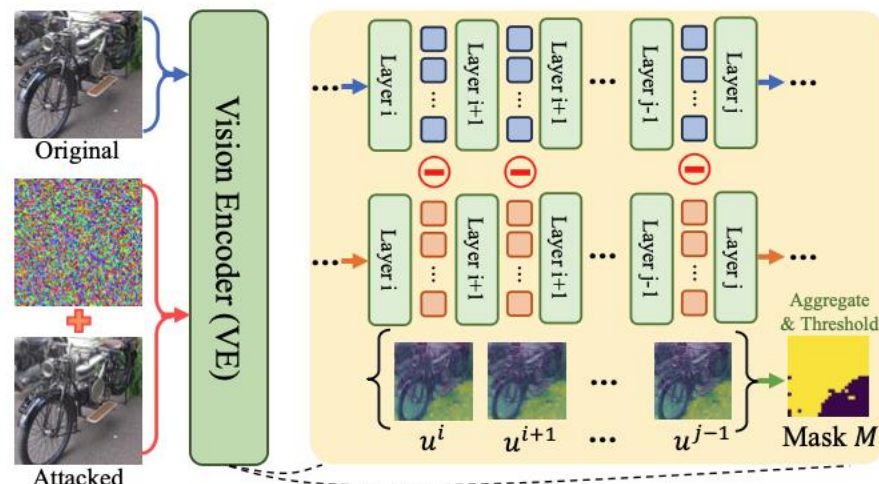 Original
Attacked
Vision Encoder (VE)
... Layer i ... Layer i+1 ... Layer i+1 ... Layer j-1 ... Layer j ...
... Layer i ... Layer i+1 ... Layer i+1 ... Layer j-1 ... Layer j ...
Aggregate
& Threshold
u^i u^{i+1} ... u^{j-1}
Mask M